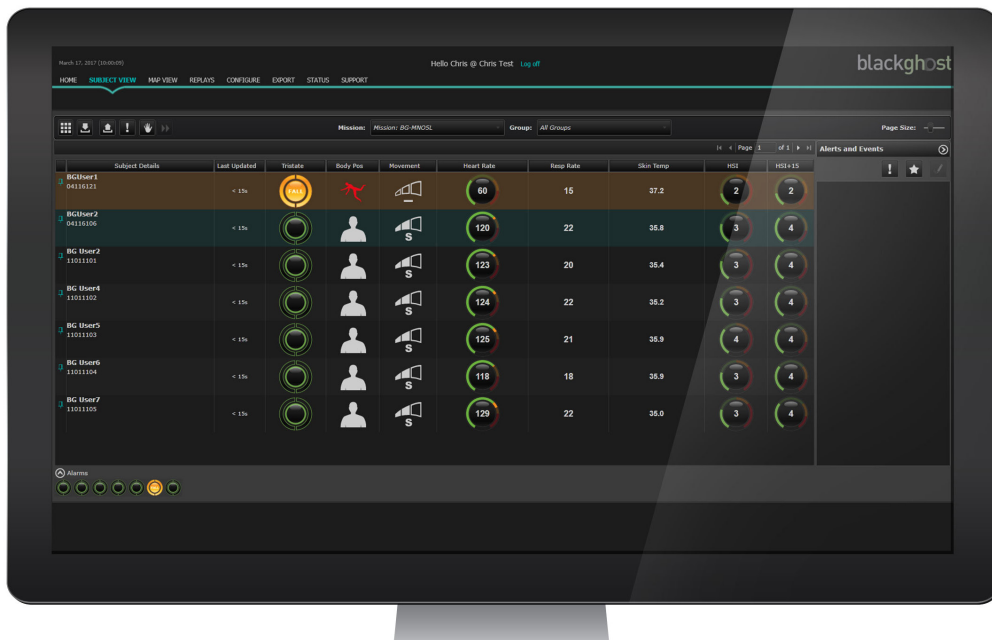 March 17, 2017 (10:00:09)
Hello Chris @ Chris Test Log off
blackghost
HOME SUBJECT VIEW MAP VIEW REPLAYS CONFIGURE EXPORT STATUS SUPPORT
Mission: Mission: BG-MNOSL Group: All Groups Page Size:
Page 1 of 1 Alerts and Events
Subject Details Last Updated Tristate Body Pos Movement Heart Rate Resp Rate Skin Temp HSI HSI+15
BGUser1
04116121 < 15s FALL 60 15 37.2 2 2
BGUser2
04116106 < 15s S 120 22 35.8 3 4
BG User2
11011101 < 15s S 123 20 35.4 3 4
BG User4
11011102 < 15s S 124 22 35.2 3 4
BG User5
11011103 < 15s S 125 21 35.9 4 4
BG User6
11011104 < 15s S 118 18 35.9 3 4
BG User7
11011105 < 15s S 129 22 35.0 3 4
Alarms